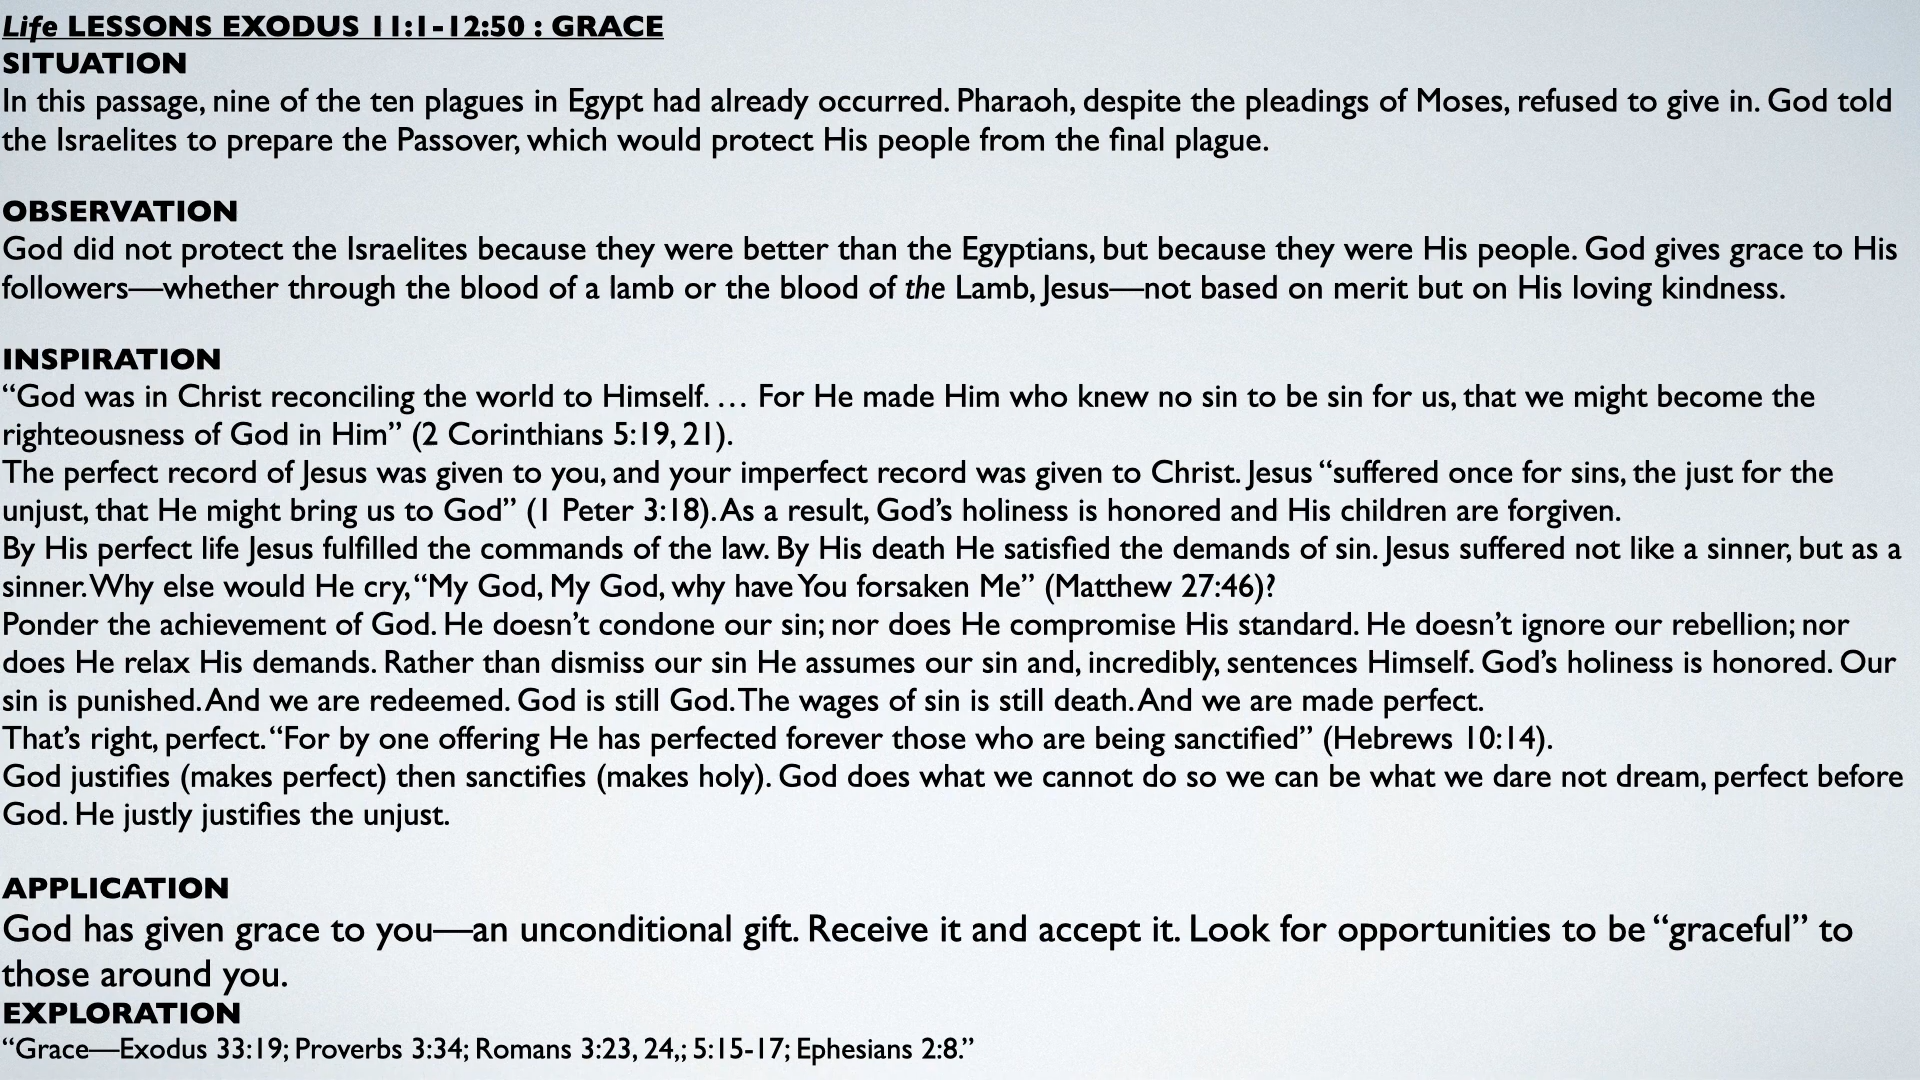 Life LESSONS EXODUS 11:1-12:50 : GRACE
SITUATION
In this passage, nine of the ten plagues in Egypt had already occurred. Pharaoh, despite the pleadings of Moses, refused to give in. God told
the Israelites to prepare the Passover, which would protect His people from the final plague.
OBSERVATION
God did not protect the Israelites because they were better than the Egyptians, but because they were His people. God gives grace to His
followers—whether through the blood of a lamb or the blood of the Lamb, Jesus—not based on merit but on His loving kindness.
INSPIRATION
“God was in Christ reconciling the world to Himself. … For He made Him who knew no sin to be sin for us, that we might become the
righteousness of God in Him” (2 Corinthians 5:19, 21).
The perfect record of Jesus was given to you, and your imperfect record was given to Christ. Jesus “suffered once for sins, the just for the
unjust, that He might bring us to God” (1 Peter 3:18). As a result, God’s holiness is honored and His children are forgiven.
By His perfect life Jesus fulfilled the commands of the law. By His death He satisfied the demands of sin. Jesus suffered not like a sinner, but as a
sinner. Why else would He cry, “My God, My God, why have You forsaken Me” (Matthew 27:46)?
Ponder the achievement of God. He doesn’t condone our sin; nor does He compromise His standard. He doesn’t ignore our rebellion; nor
does He relax His demands. Rather than dismiss our sin He assumes our sin and, incredibly, sentences Himself. God’s holiness is honored. Our
sin is punished. And we are redeemed. God is still God. The wages of sin is still death. And we are made perfect.
That’s right, perfect. “For by one offering He has perfected forever those who are being sanctified” (Hebrews 10:14).
God justifies (makes perfect) then sanctifies (makes holy). God does what we cannot do so we can be what we dare not dream, perfect before
God. He justly justifies the unjust.
APPLICATION
God has given grace to you—an unconditional gift. Receive it and accept it. Look for opportunities to be “graceful” to
those around you.
EXPLORATION
“Grace—Exodus 33:19; Proverbs 3:34; Romans 3:23, 24,; 5:15-17; Ephesians 2:8.”